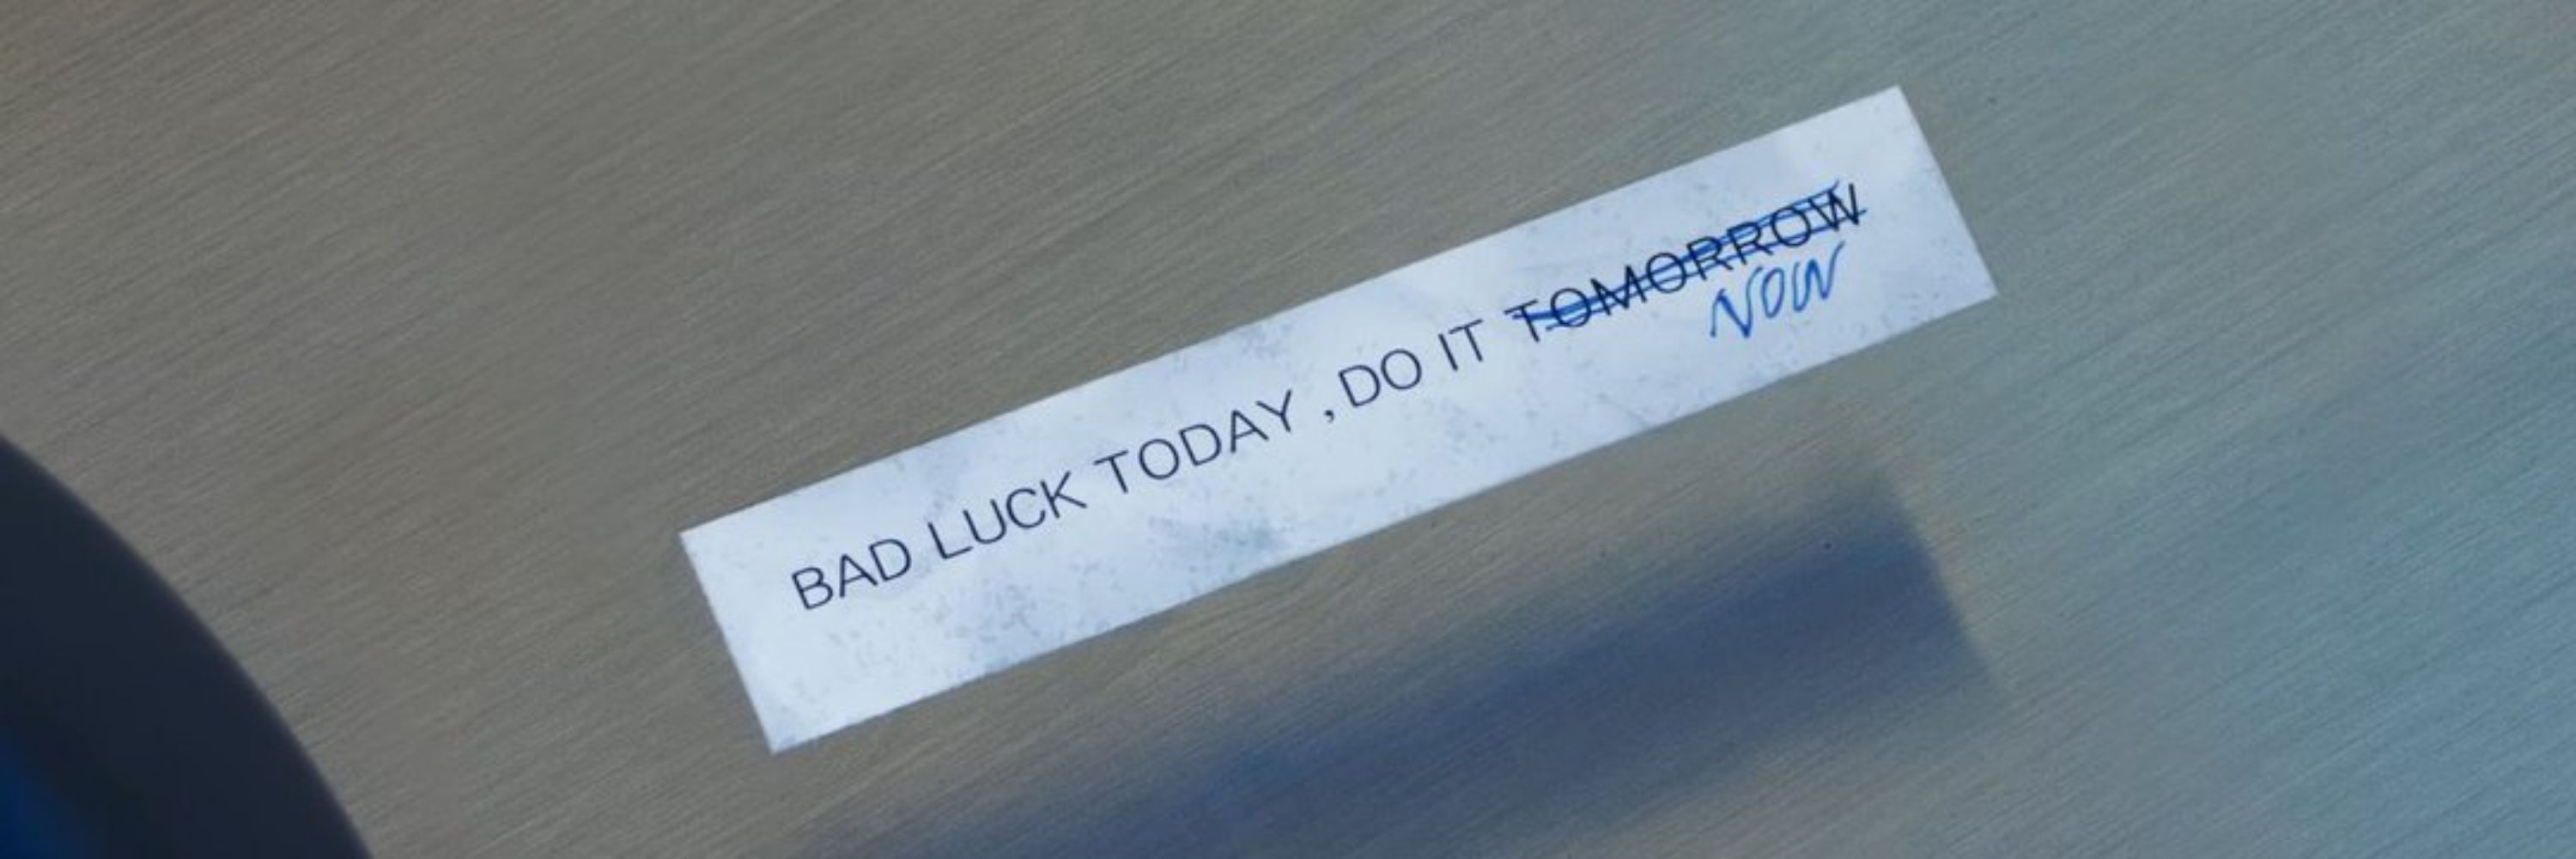 BAD LUCK TODAY , DO IT TOMORROW
NOW